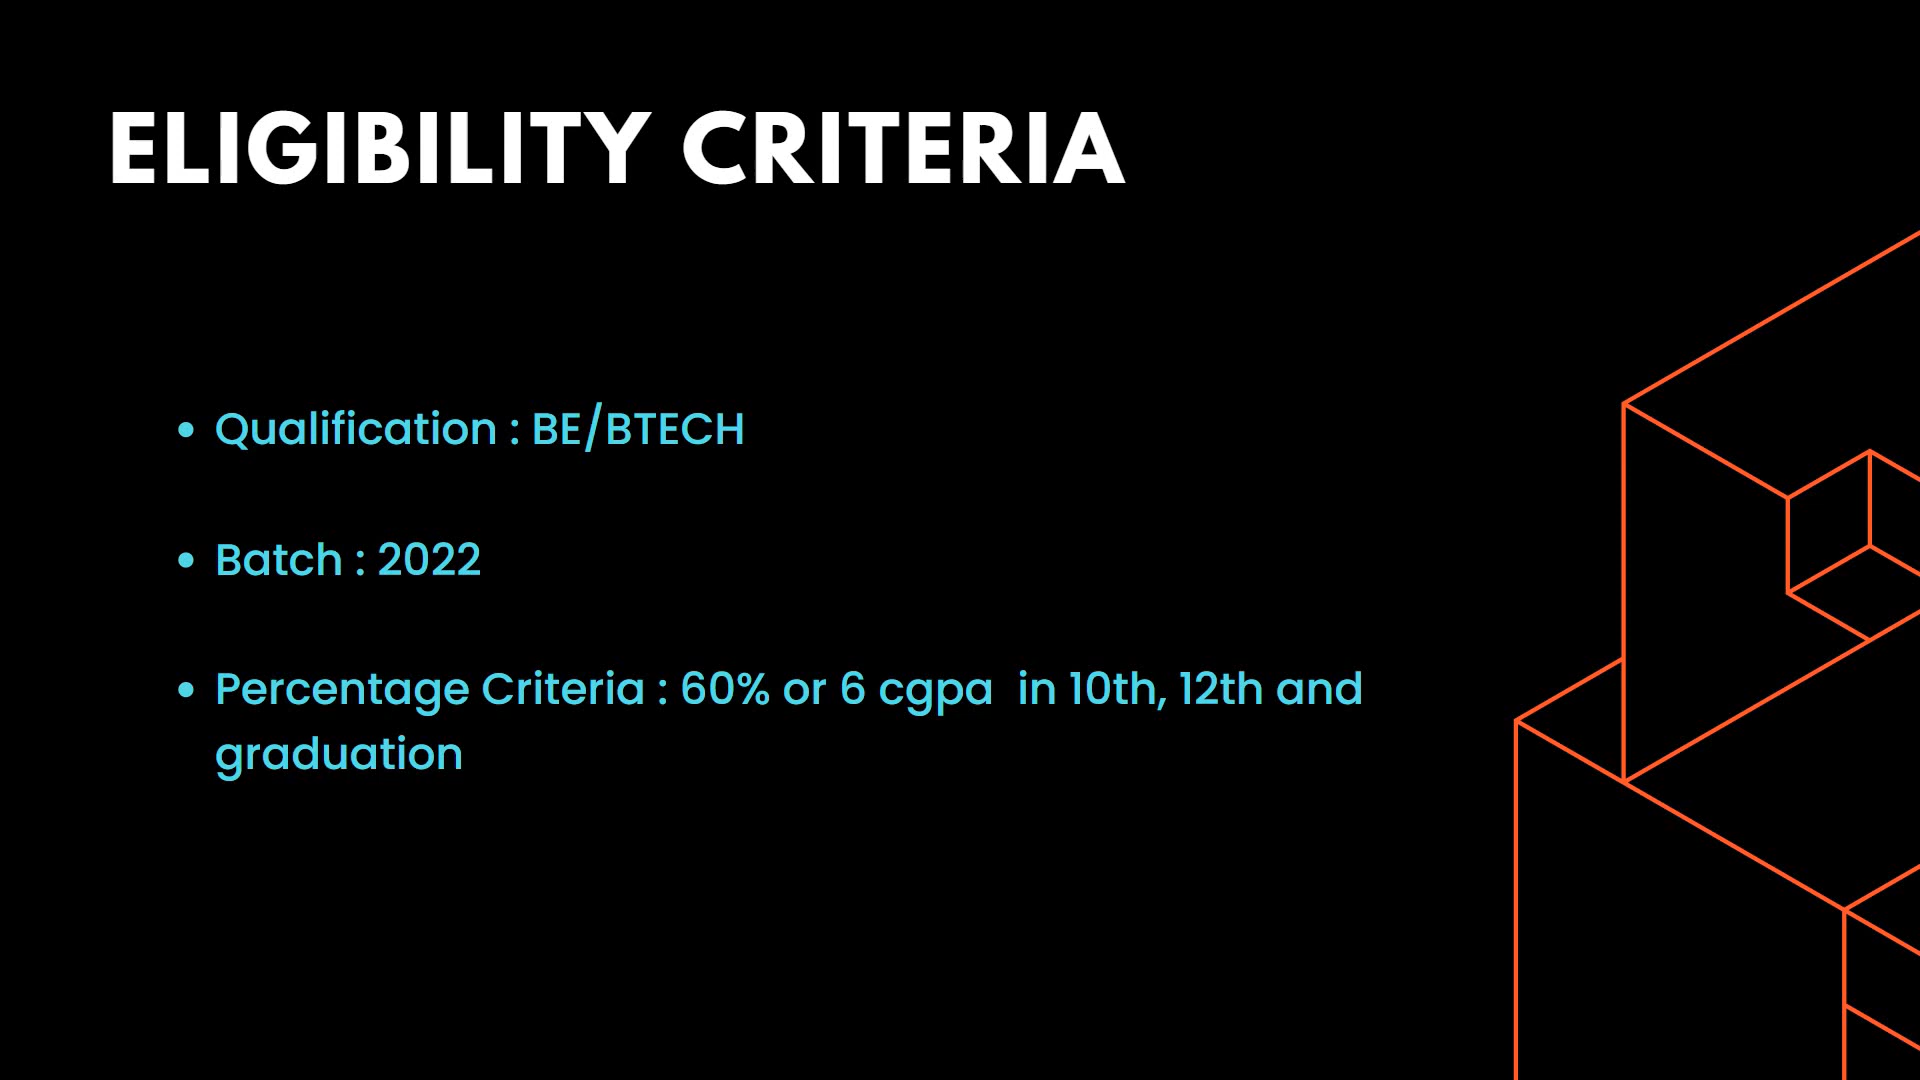 ELIGIBILITY CRITERIA
• Qualification : BE/BTECH
• Batch : 2022
• Percentage Criteria : 60% or 6 cgpa  in 10th, 12th and
graduation